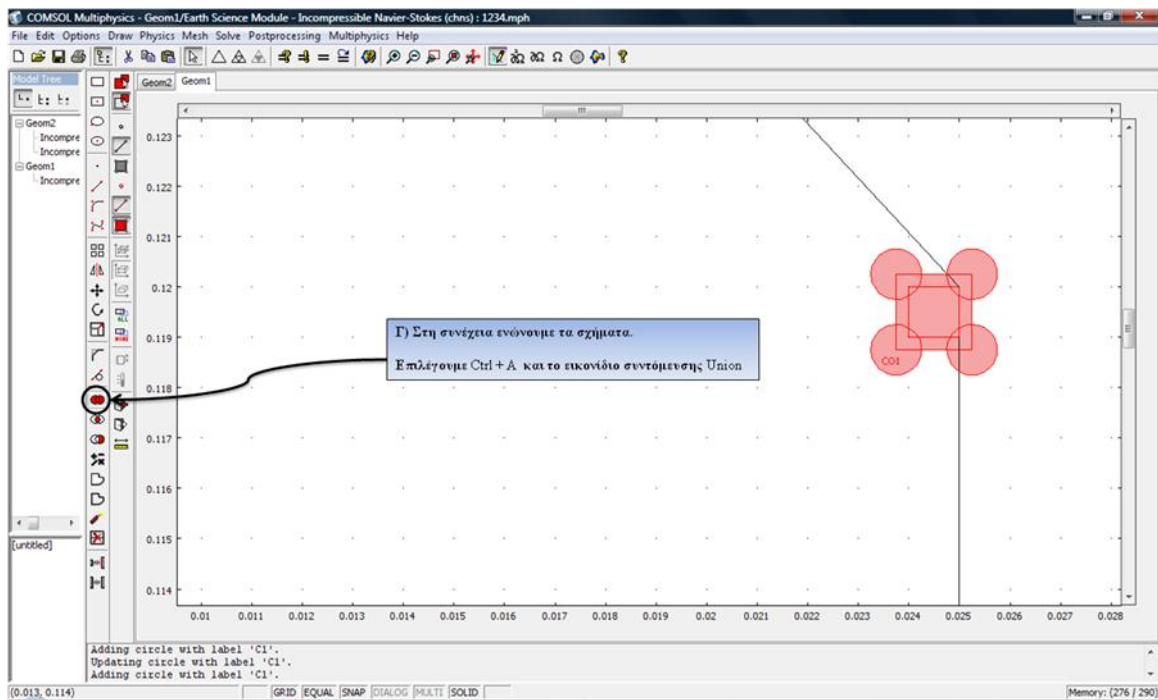 COMSOL Multiphysics - Geom1/Earth Science Module - Incompressible Navier-Stokes (chns) : 1234.mph
File Edit Options Draw Physics Mesh Solve Postprocessing Multiphysics Help
Model Tree
Geom2 Geom1
Geom2
Incompre
Incompre
Geom1
Incompre
0.123
0.122
0.121
0.12
0.119
0.118
0.117
0.116
0.115
0.114
Γ) Στη συνέχεια ενώνουμε τα σχήματα.
Επιλέγουμε Ctrl + A και το εικονίδιο συντόμευσης Union
CO1
ALL
NONE
[untitled]
0.01 0.011 0.012 0.013 0.014 0.015 0.016 0.017 0.018 0.019 0.02 0.021 0.022 0.023 0.024 0.025 0.026 0.027 0.028
Adding circle with label 'C1'.
Updating circle with label 'C1'.
Adding circle with label 'C1'.
(0.013, 0.114) GRID EQUAL SNAP DIALOG MULTI SOLID Memory: (276 / 290)